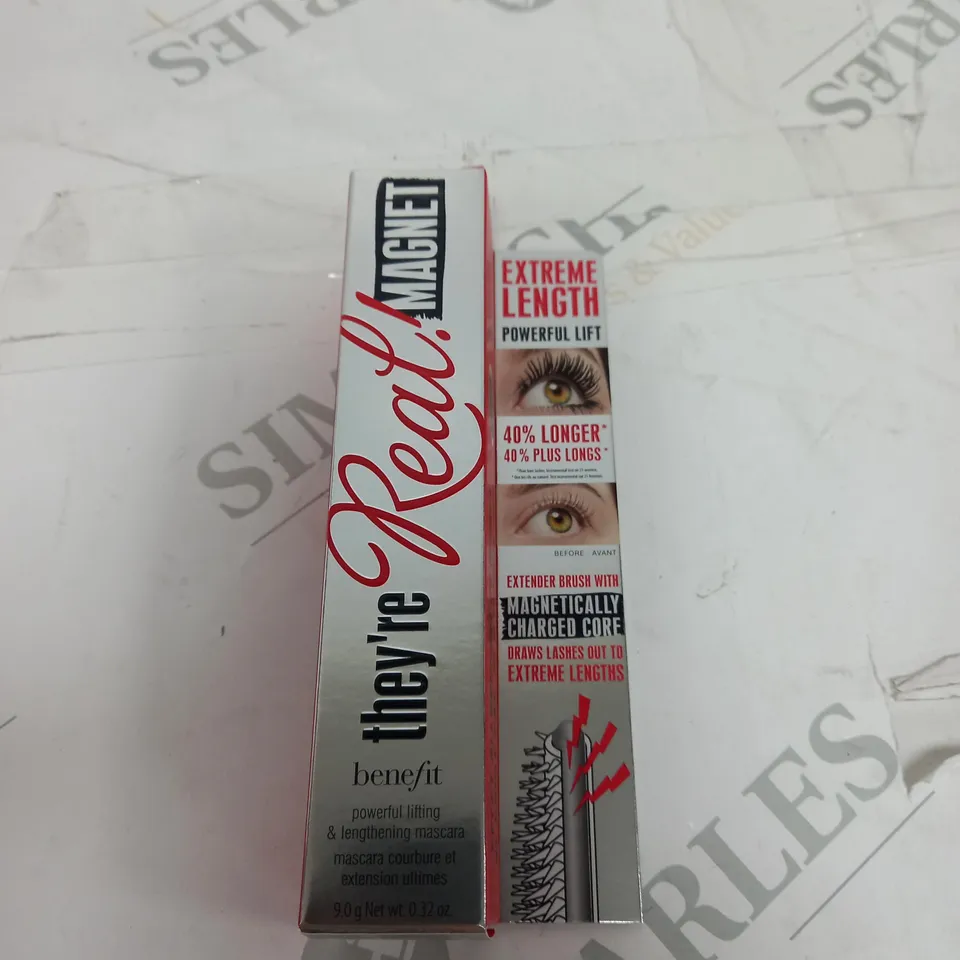 they're Real! MAGNET
benefit
powerful lifting
& lengthening mascara
mascara courbure et
extension ultimes
9.0 g Net wt. 0.32 oz.
EXTREME
LENGTH
POWERFUL LIFT
40% LONGER*
40% PLUS LONGS*
BEFORE AVANT
EXTENDER BRUSH WITH
MAGNETICALLY
CHARGED CORE
DRAWS LASHES OUT TO
EXTREME LENGTHS